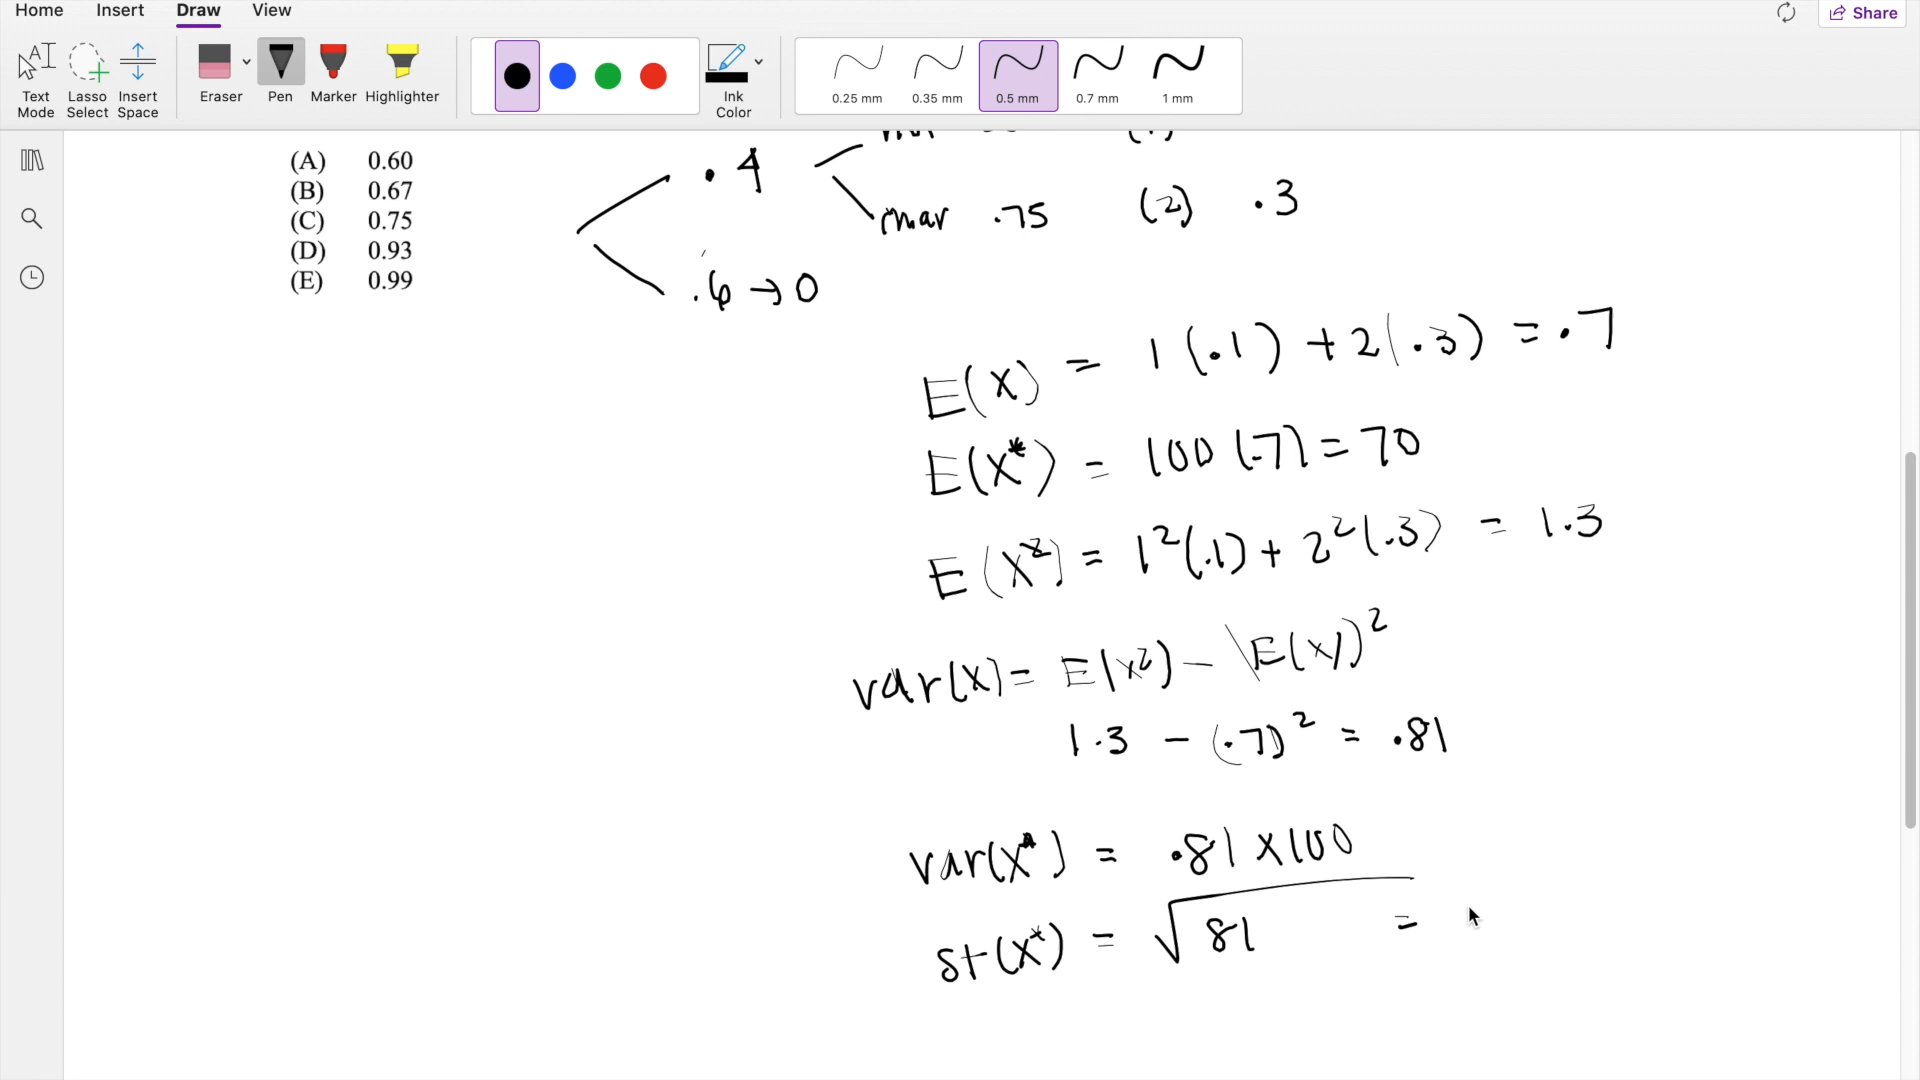 Home Insert Draw View
Share
Text Mode
Lasso Select
Insert Space
Eraser
Pen
Marker
Highlighter
Ink Color
0.25 mm
0.35 mm
0.5 mm
0.7 mm
1 mm
(A) 0.60
(B) 0.67
(C) 0.75
(D) 0.93
(E) 0.99
.4
mar .75 (2) .3
.6 → 0
E(X) = 1(.1) + 2(.3) = .7
E(X*) = 100(.7) = 70
E(X²) = 1²(.1) + 2²(.3) = 1.3
var(X) = E(X²) - (E(X))²
1.3 - (.7)² = .81
var(X*) = .81 x 100
st(X*) = √81 =